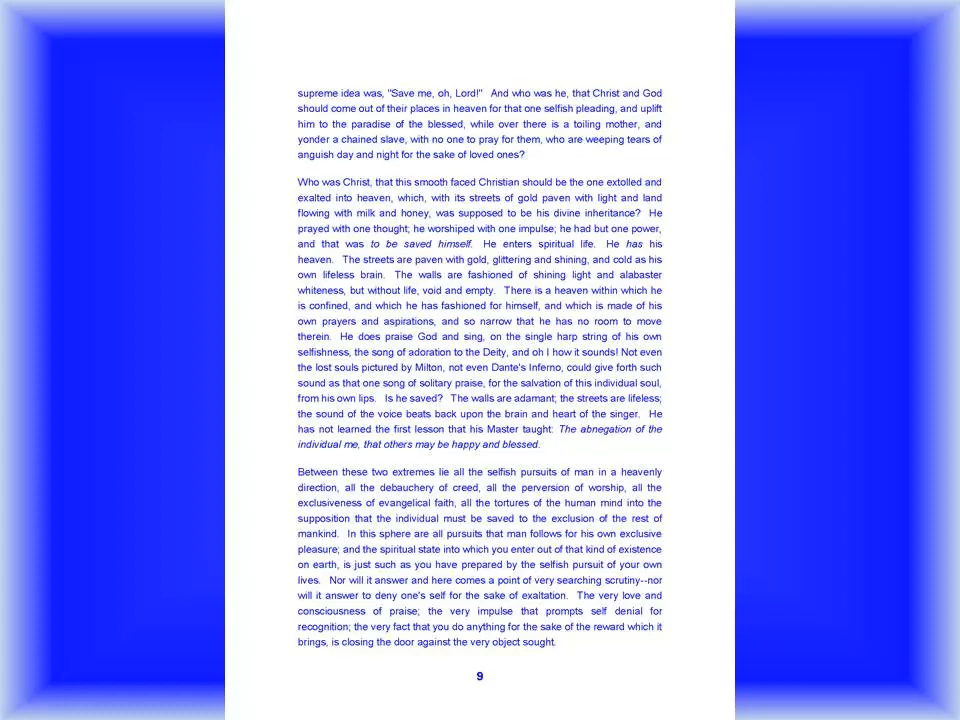 supreme idea was, "Save me, oh, Lord!" And who was he, that Christ and God
should come out of their places in heaven for that one selfish pleading, and uplift
him to the paradise of the blessed, while over there is a toiling mother, and
yonder a chained slave, with no one to pray for them, who are weeping tears of
anguish day and night for the sake of loved ones?
Who was Christ, that this smooth faced Christian should be the one extolled and
exalted into heaven, which, with its streets of gold paven with light and land
flowing with milk and honey, was supposed to be his divine inheritance? He
prayed with one thought; he worshiped with one impulse; he had but one power,
and that was to be saved himself. He enters spiritual life. He has his
heaven. The streets are paven with gold, glittering and shining, and cold as his
own lifeless brain. The walls are fashioned of shining light and alabaster
whiteness, but without life, void and empty. There is a heaven within which he
is confined, and which he has fashioned for himself, and which is made of his
own prayers and aspirations, and so narrow that he has no room to move
therein. He does praise God and sing, on the single harp string of his own
selfishness, the song of adoration to the Deity, and oh I how it sounds! Not even
the lost souls pictured by Milton, not even Dante's Inferno, could give forth such
sound as that one song of solitary praise, for the salvation of this individual soul,
from his own lips. Is he saved? The walls are adamant; the streets are lifeless;
the sound of the voice beats back upon the brain and heart of the singer. He
has not learned the first lesson that his Master taught: The abnegation of the
individual me, that others may be happy and blessed.
Between these two extremes lie all the selfish pursuits of man in a heavenly
direction, all the debauchery of creed, all the perversion of worship, all the
exclusiveness of evangelical faith, all the tortures of the human mind into the
supposition that the individual must be saved to the exclusion of the rest of
mankind. In this sphere are all pursuits that man follows for his own exclusive
pleasure; and the spiritual state into which you enter out of that kind of existence
on earth, is just such as you have prepared by the selfish pursuit of your own
lives. Nor will it answer and here comes a point of very searching scrutiny--nor
will it answer to deny one's self for the sake of exaltation. The very love and
consciousness of praise; the very impulse that prompts self denial for
recognition; the very fact that you do anything for the sake of the reward which it
brings, is closing the door against the very object sought.
9